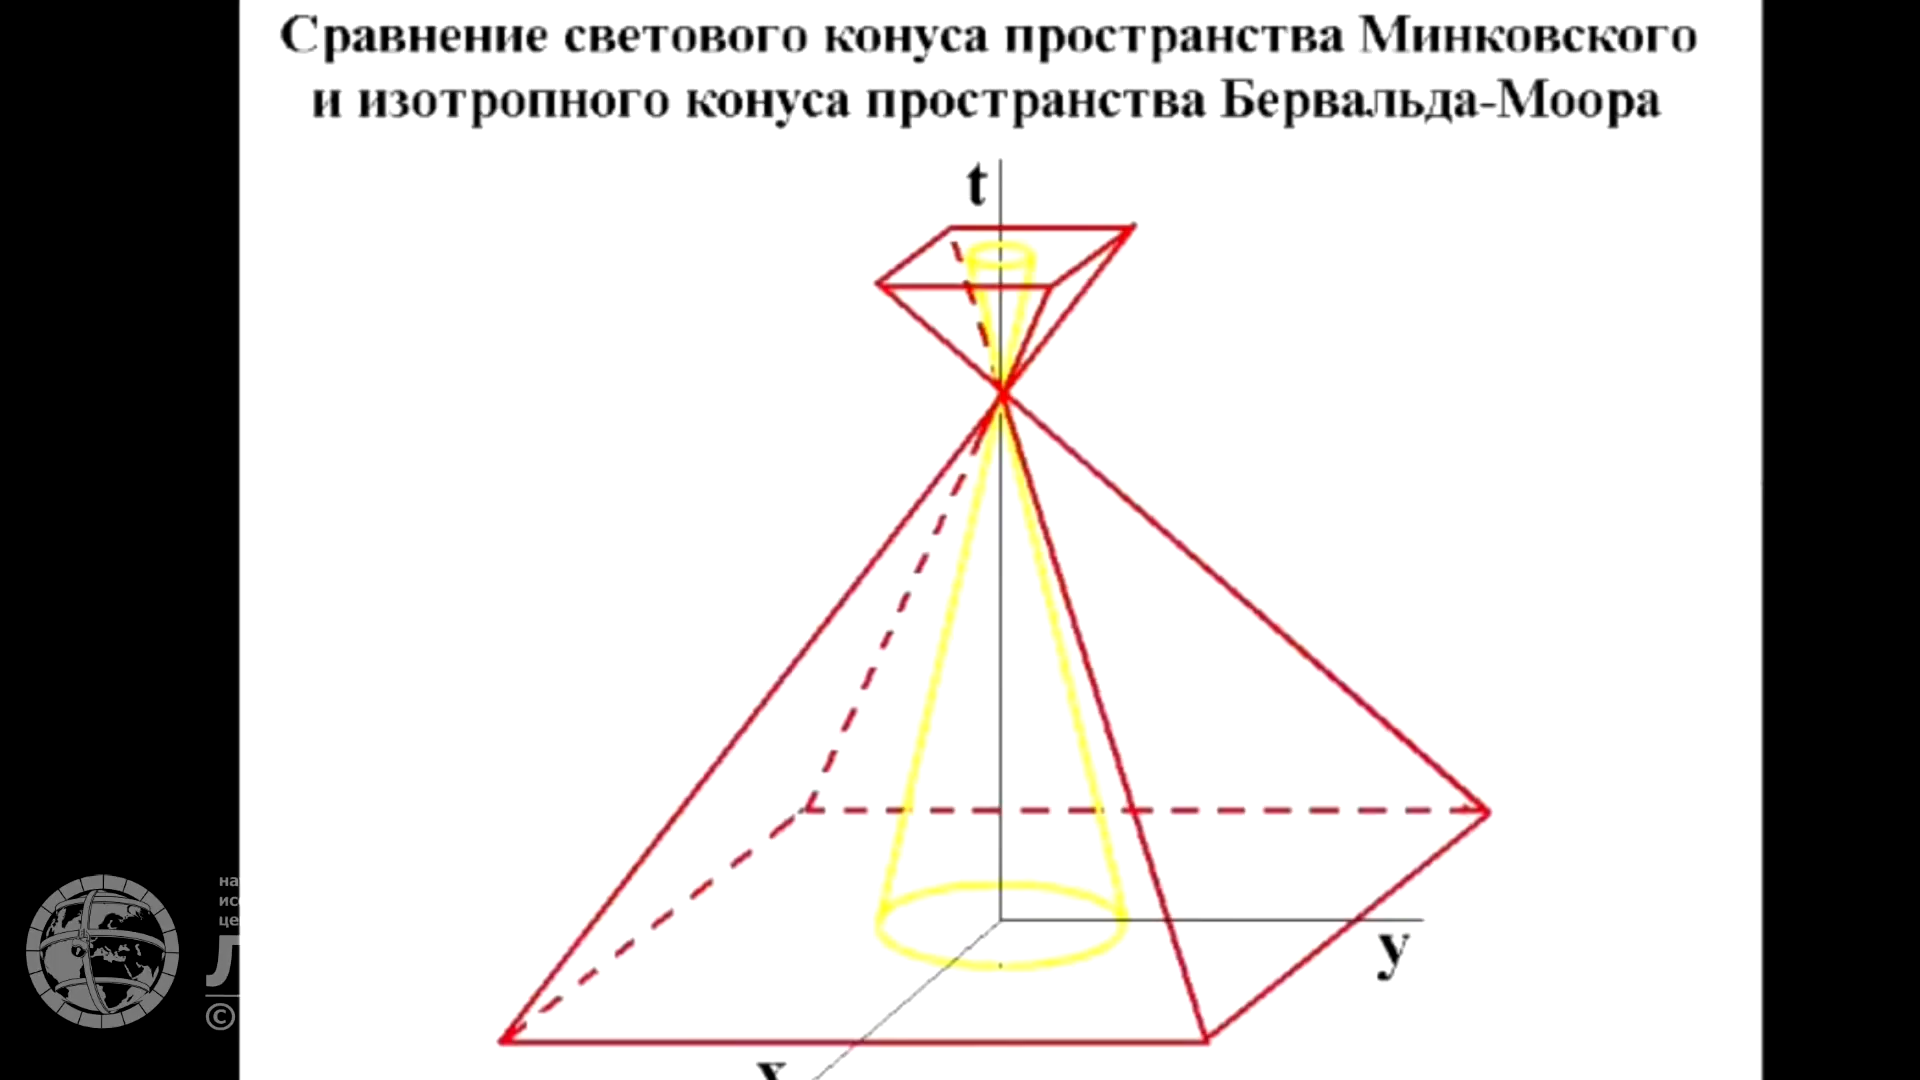 Сравнение светового конуса пространства Минковского
и изотропного конуса пространства Бервальда-Моора
t
y
x
©